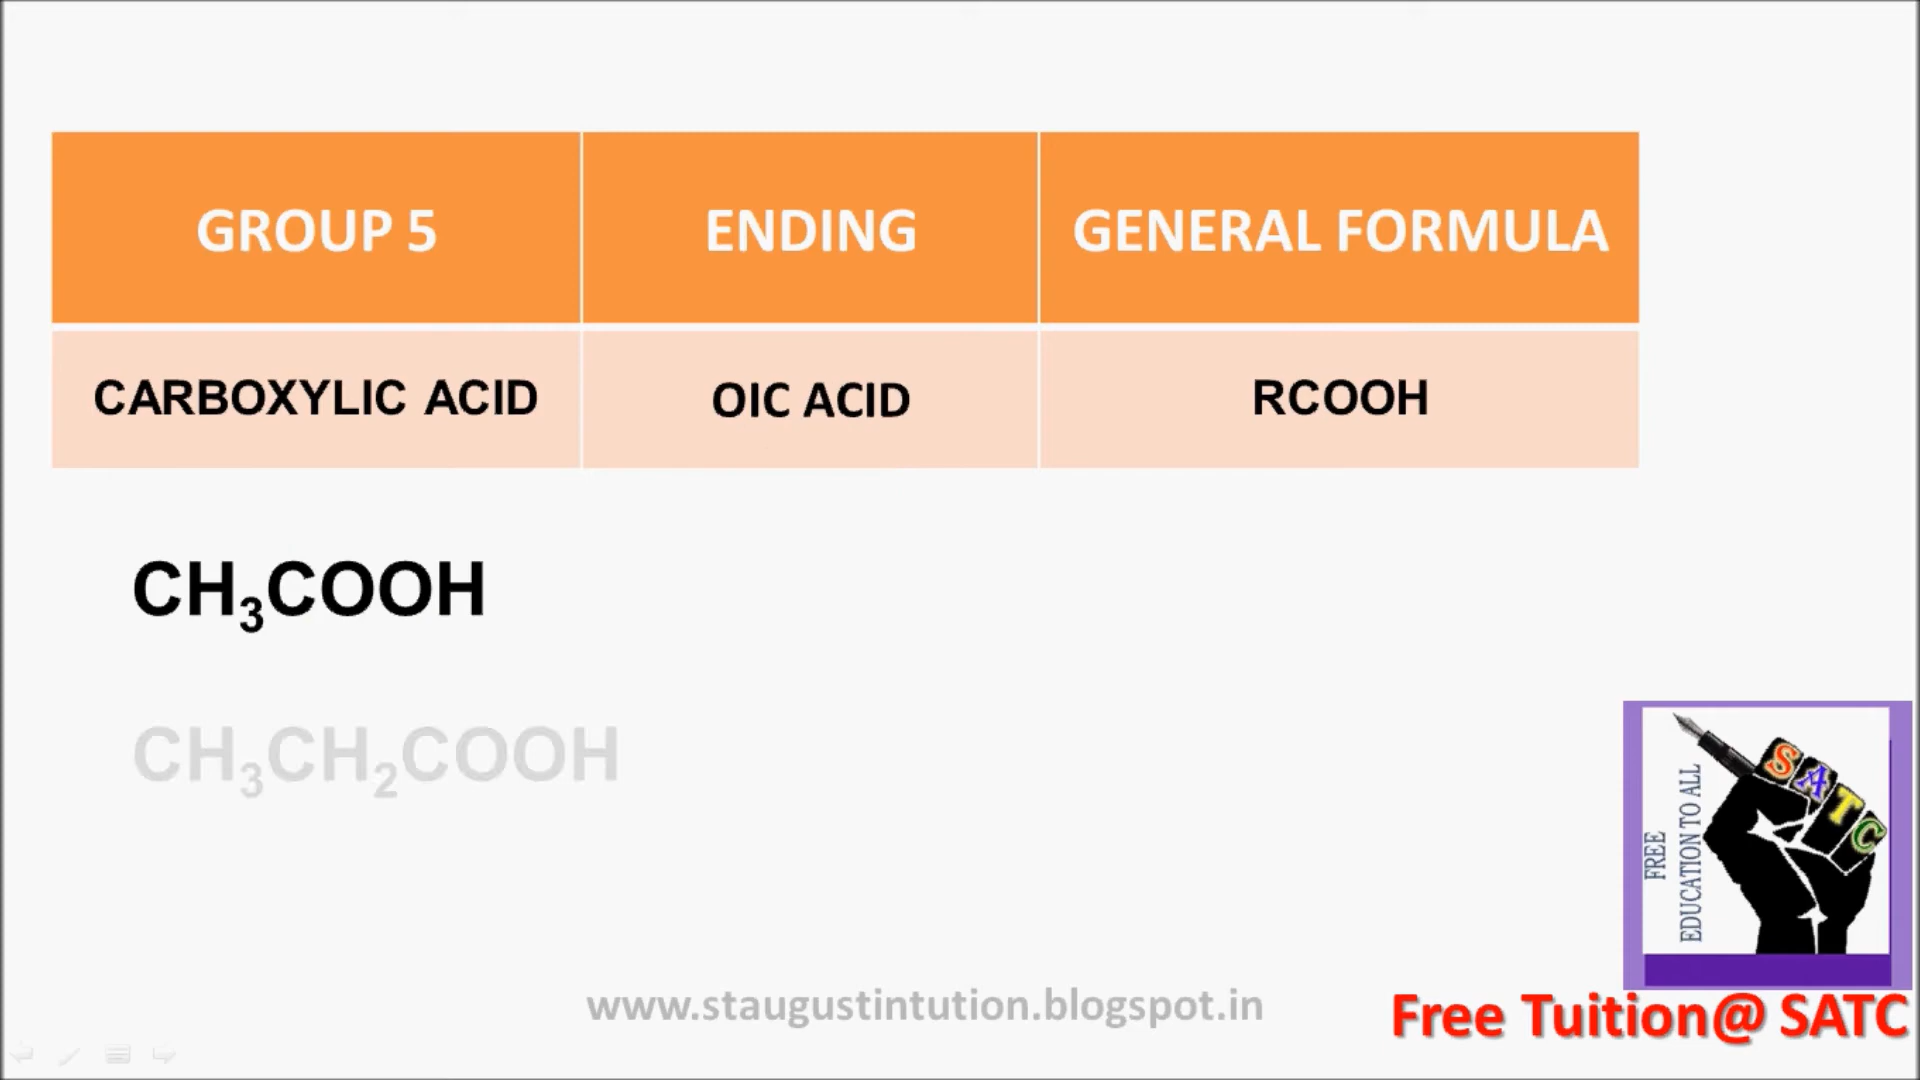 GROUP 5 ENDING GENERAL FORMULA
CARBOXYLIC ACID OIC ACID RCOOH
CH₃COOH
CH₃CH₂COOH
SATC
FREE
EDUCATION TO ALL
www.staugustintution.blogspot.in
Free Tuition@ SATC